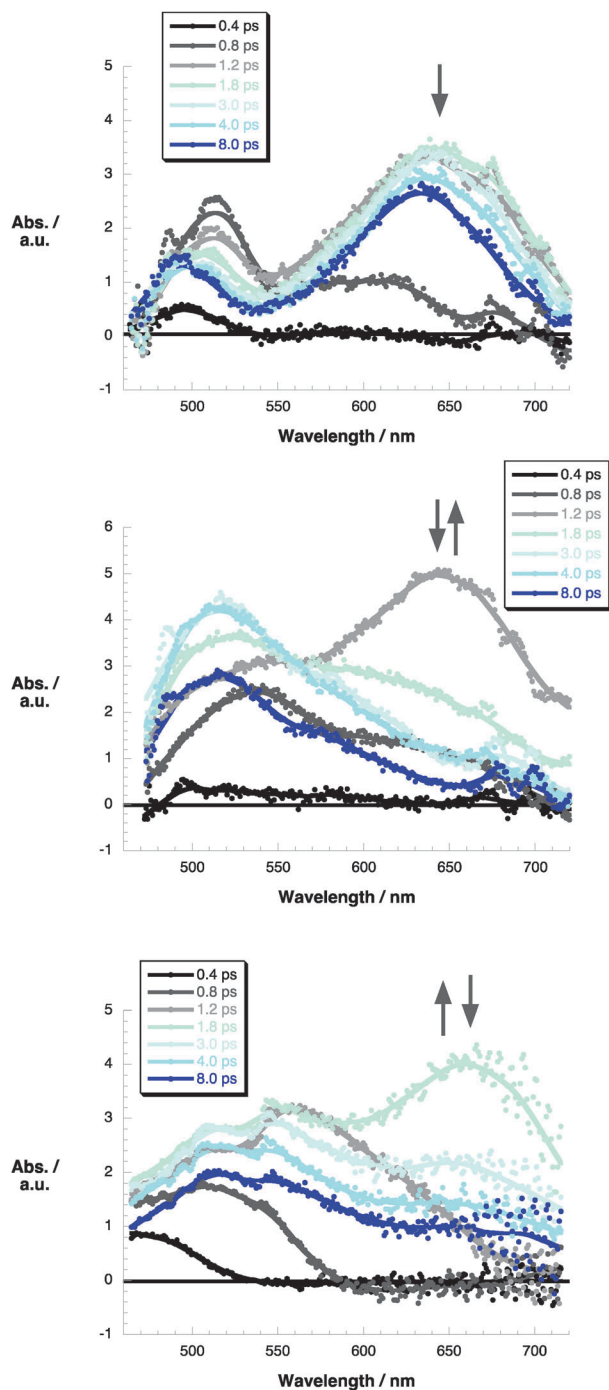 0.4 ps
0.8 ps
1.2 ps
1.8 ps
3.0 ps
4.0 ps
8.0 ps
5
4
3
2
1
0
-1
Abs. /
a.u.
500 550 600 650 700
Wavelength / nm
0.4 ps
0.8 ps
1.2 ps
1.8 ps
3.0 ps
4.0 ps
8.0 ps
6
5
4
3
2
1
0
-1
Abs. /
a.u.
500 550 600 650 700
Wavelength / nm
0.4 ps
0.8 ps
1.2 ps
1.8 ps
3.0 ps
4.0 ps
8.0 ps
5
4
3
2
1
0
-1
Abs. /
a.u.
500 550 600 650 700
Wavelength / nm